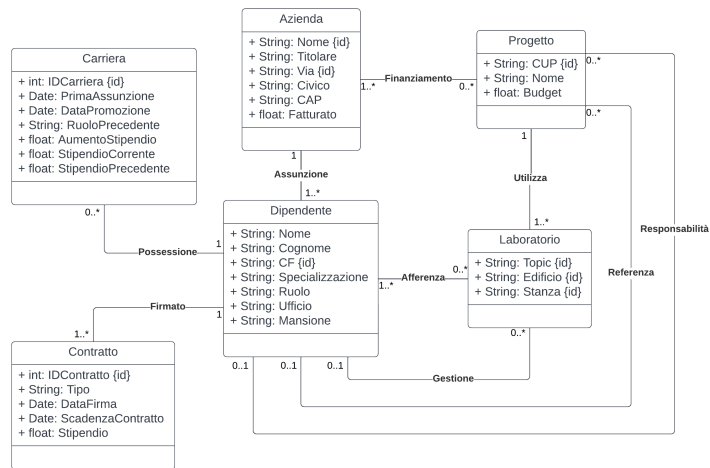 Azienda
+ String: Nome {id}
+ String: Titolare
+ String: Via {id}
+ String: Civico
+ String: CAP
+ float: Fatturato
Progetto
+ String: CUP {id}
+ String: Nome
+ float: Budget
Carriera
+ int: IDCarriera {id}
+ Date: PrimaAssunzione
+ Date: DataPromozione
+ String: RuoloPrecedente
+ float: AumentoStipendio
+ float: StipendioCorrente
+ float: StipendioPrecedente
1..*
Finanziamento
0..*
0..*
0..*
1
Assunzione
1..*
1
Utilizza
1..*
Dipendente
+ String: Nome
+ String: Cognome
+ String: CF {id}
+ String: Specializzazione
+ String: Ruolo
+ String: Ufficio
+ String: Mansione
0..*
Possessione
1
Firmato
1
1..*
Laboratorio
+ String: Topic {id}
+ String: Edificio {id}
+ String: Stanza {id}
1..*
Afferenza
0..*
Responsabilità
Referenza
Contratto
+ int: IDContratto {id}
+ String: Tipo
+ Date: DataFirma
+ Date: ScadenzaContratto
+ float: Stipendio
0..1
0..1
0..1
Gestione
0..*